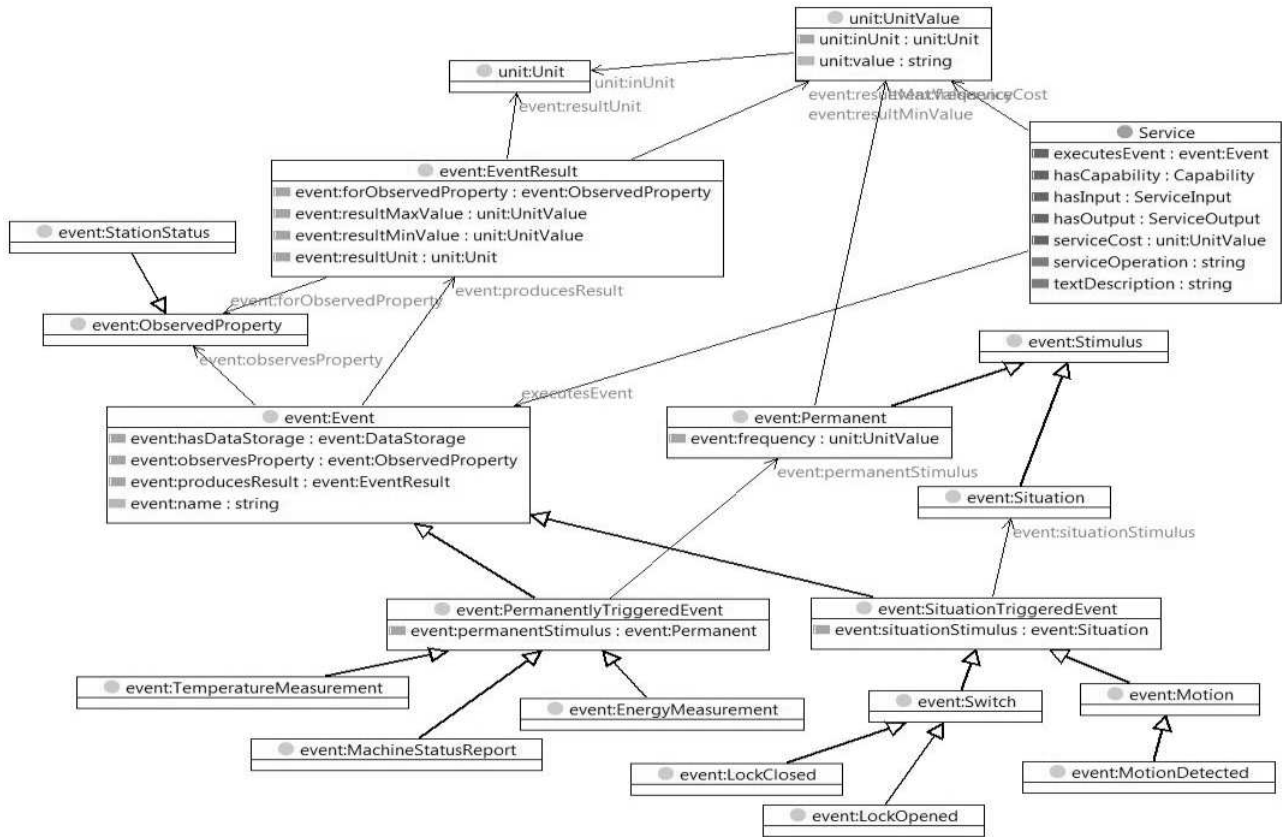 unit:UnitValue
unit:inUnit : unit:Unit
unit:value : string
unit:Unit
unit:inUnit
event:resultUnit
event:resultMaxValue
event:frequency
serviceCost
event:resultMinValue
Service
executesEvent : event:Event
hasCapability : Capability
hasInput : ServiceInput
hasOutput : ServiceOutput
serviceCost : unit:UnitValue
serviceOperation : string
textDescription : string
event:EventResult
event:forObservedProperty : event:ObservedProperty
event:resultMaxValue : unit:UnitValue
event:resultMinValue : unit:UnitValue
event:resultUnit : unit:Unit
event:StationStatus
event:forObservedProperty
event:producesResult
event:ObservedProperty
event:observesProperty
event:Stimulus
executesEvent
event:Event
event:hasDataStorage : event:DataStorage
event:observesProperty : event:ObservedProperty
event:producesResult : event:EventResult
event:name : string
event:Permanent
event:frequency : unit:UnitValue
event:permanentStimulus
event:Situation
event:situationStimulus
event:PermanentlyTriggeredEvent
event:permanentStimulus : event:Permanent
event:SituationTriggeredEvent
event:situationStimulus : event:Situation
event:TemperatureMeasurement
event:EnergyMeasurement
event:MachineStatusReport
event:Switch
event:Motion
event:LockClosed
event:MotionDetected
event:LockOpened